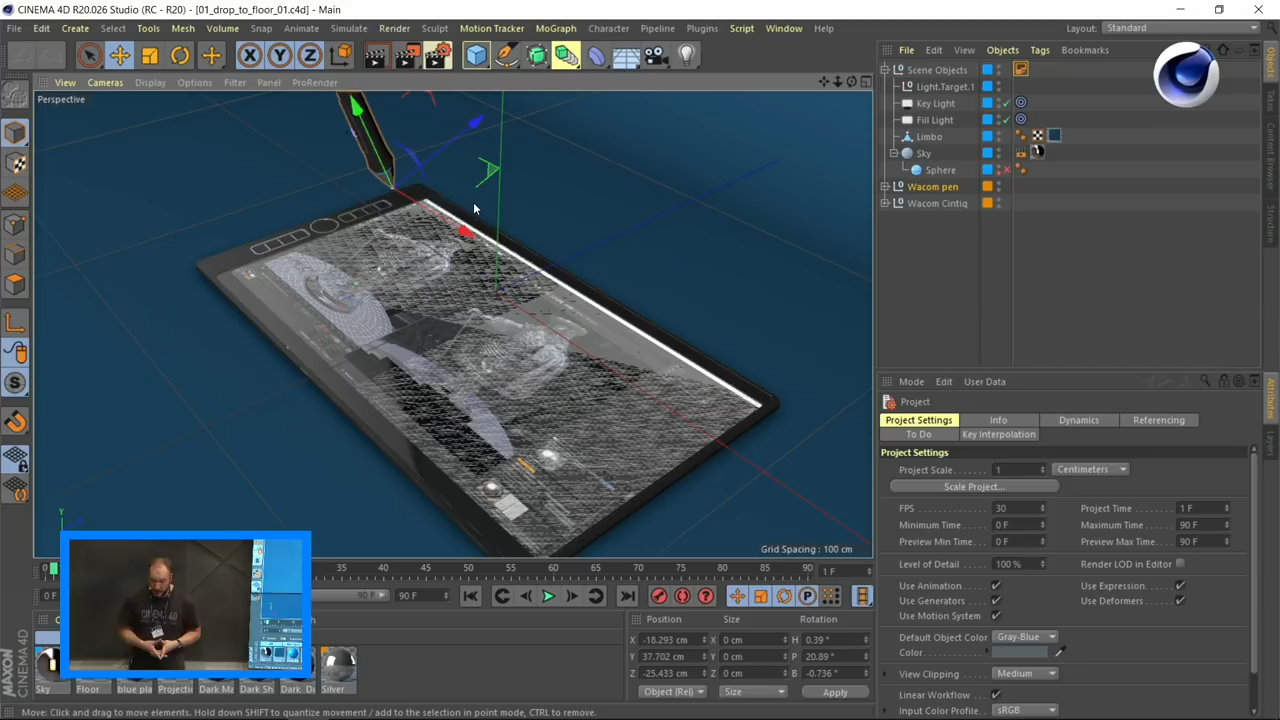 CINEMA 4D R20.026 Studio (RC - R20) - [01_drop_to_floor_01.c4d] - Main
File Edit Create Select Tools Mesh Volume Snap Animate Simulate Render Sculpt Motion Tracker MoGraph Character Pipeline Plugins Script Window Help Layout: Standard
X Y Z
File Edit View Objects Tags Bookmarks
View Cameras Display Options Filter Panel ProRender
Perspective
Scene Objects
Light.Target.1
Key Light
Fill Light
Limbo
Sky
Sphere
Wacom pen
Wacom Cintiq
Objects
Takes
Content Browser
Structure
Mode Edit User Data
Project
Project Settings Info Dynamics Referencing
To Do Key Interpolation
Project Settings
Project Scale 1 Centimeters
Scale Project...
FPS 30 Project Time 1 F
Minimum Time 0 F Maximum Time 90 F
Preview Min Time 0 F Preview Max Time 90 F
Level of Detail 100 % Render LOD in Editor
Use Animation Use Expression
Use Generators Use Deformers
Use Motion System
Default Object Color Gray-Blue
Color
View Clipping Medium
Linear Workflow
Input Color Profile sRGB
Attributes
Layers
Y
Grid Spacing : 100 cm
0 35 40 45 50 55 60 65 70 75 80 85 90 1 F
0 F 90 F 90 F
Position Size Rotation
X -18.293 cm X 0 cm H 0.39 °
Y 37.702 cm Y 0 cm P 20.89 °
Z -25.433 cm Z 0 cm B -0.736 °
Object (Rel) Size Apply
Sky Floor blue pla Projectio Dark Ma Dark Sh Dark_Di Silver
MAXON CINEMA 4D
Move: Click and drag to move elements. Hold down SHIFT to quantize movement / add to the selection in point mode, CTRL to remove.